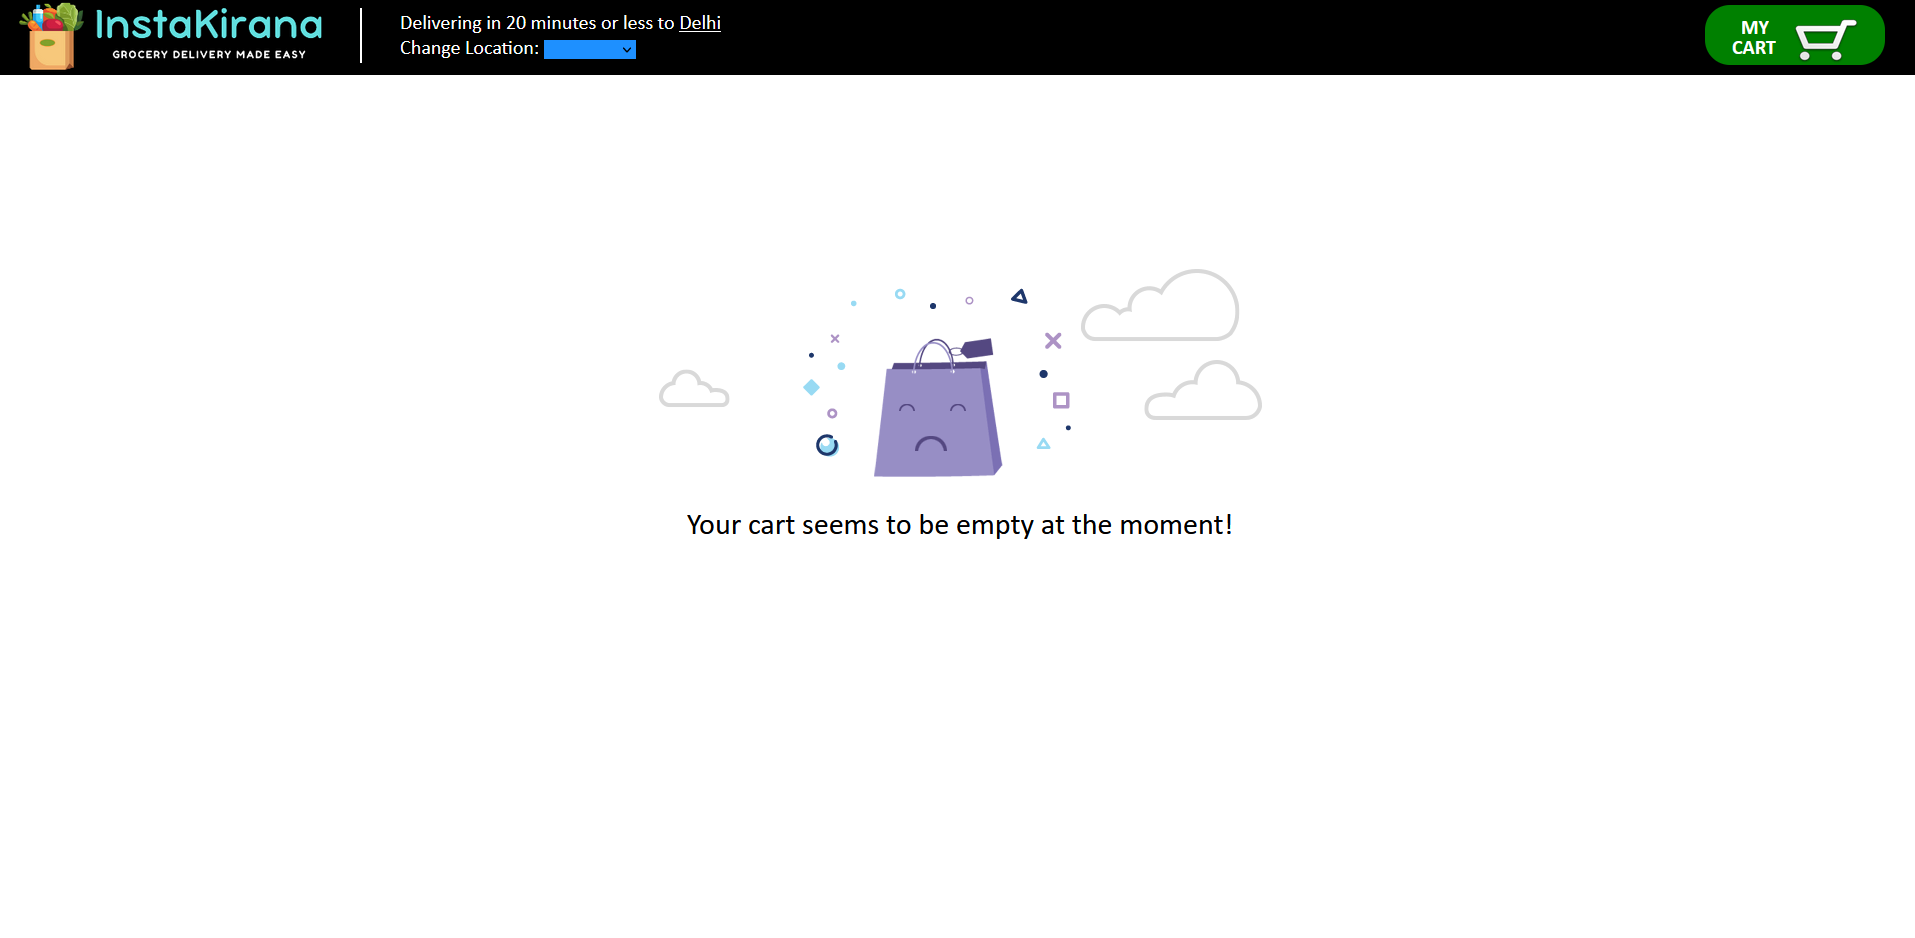 InstaKirana
GROCERY DELIVERY MADE EASY
Delivering in 20 minutes or less to Delhi
Change Location:
MY
CART
Your cart seems to be empty at the moment!